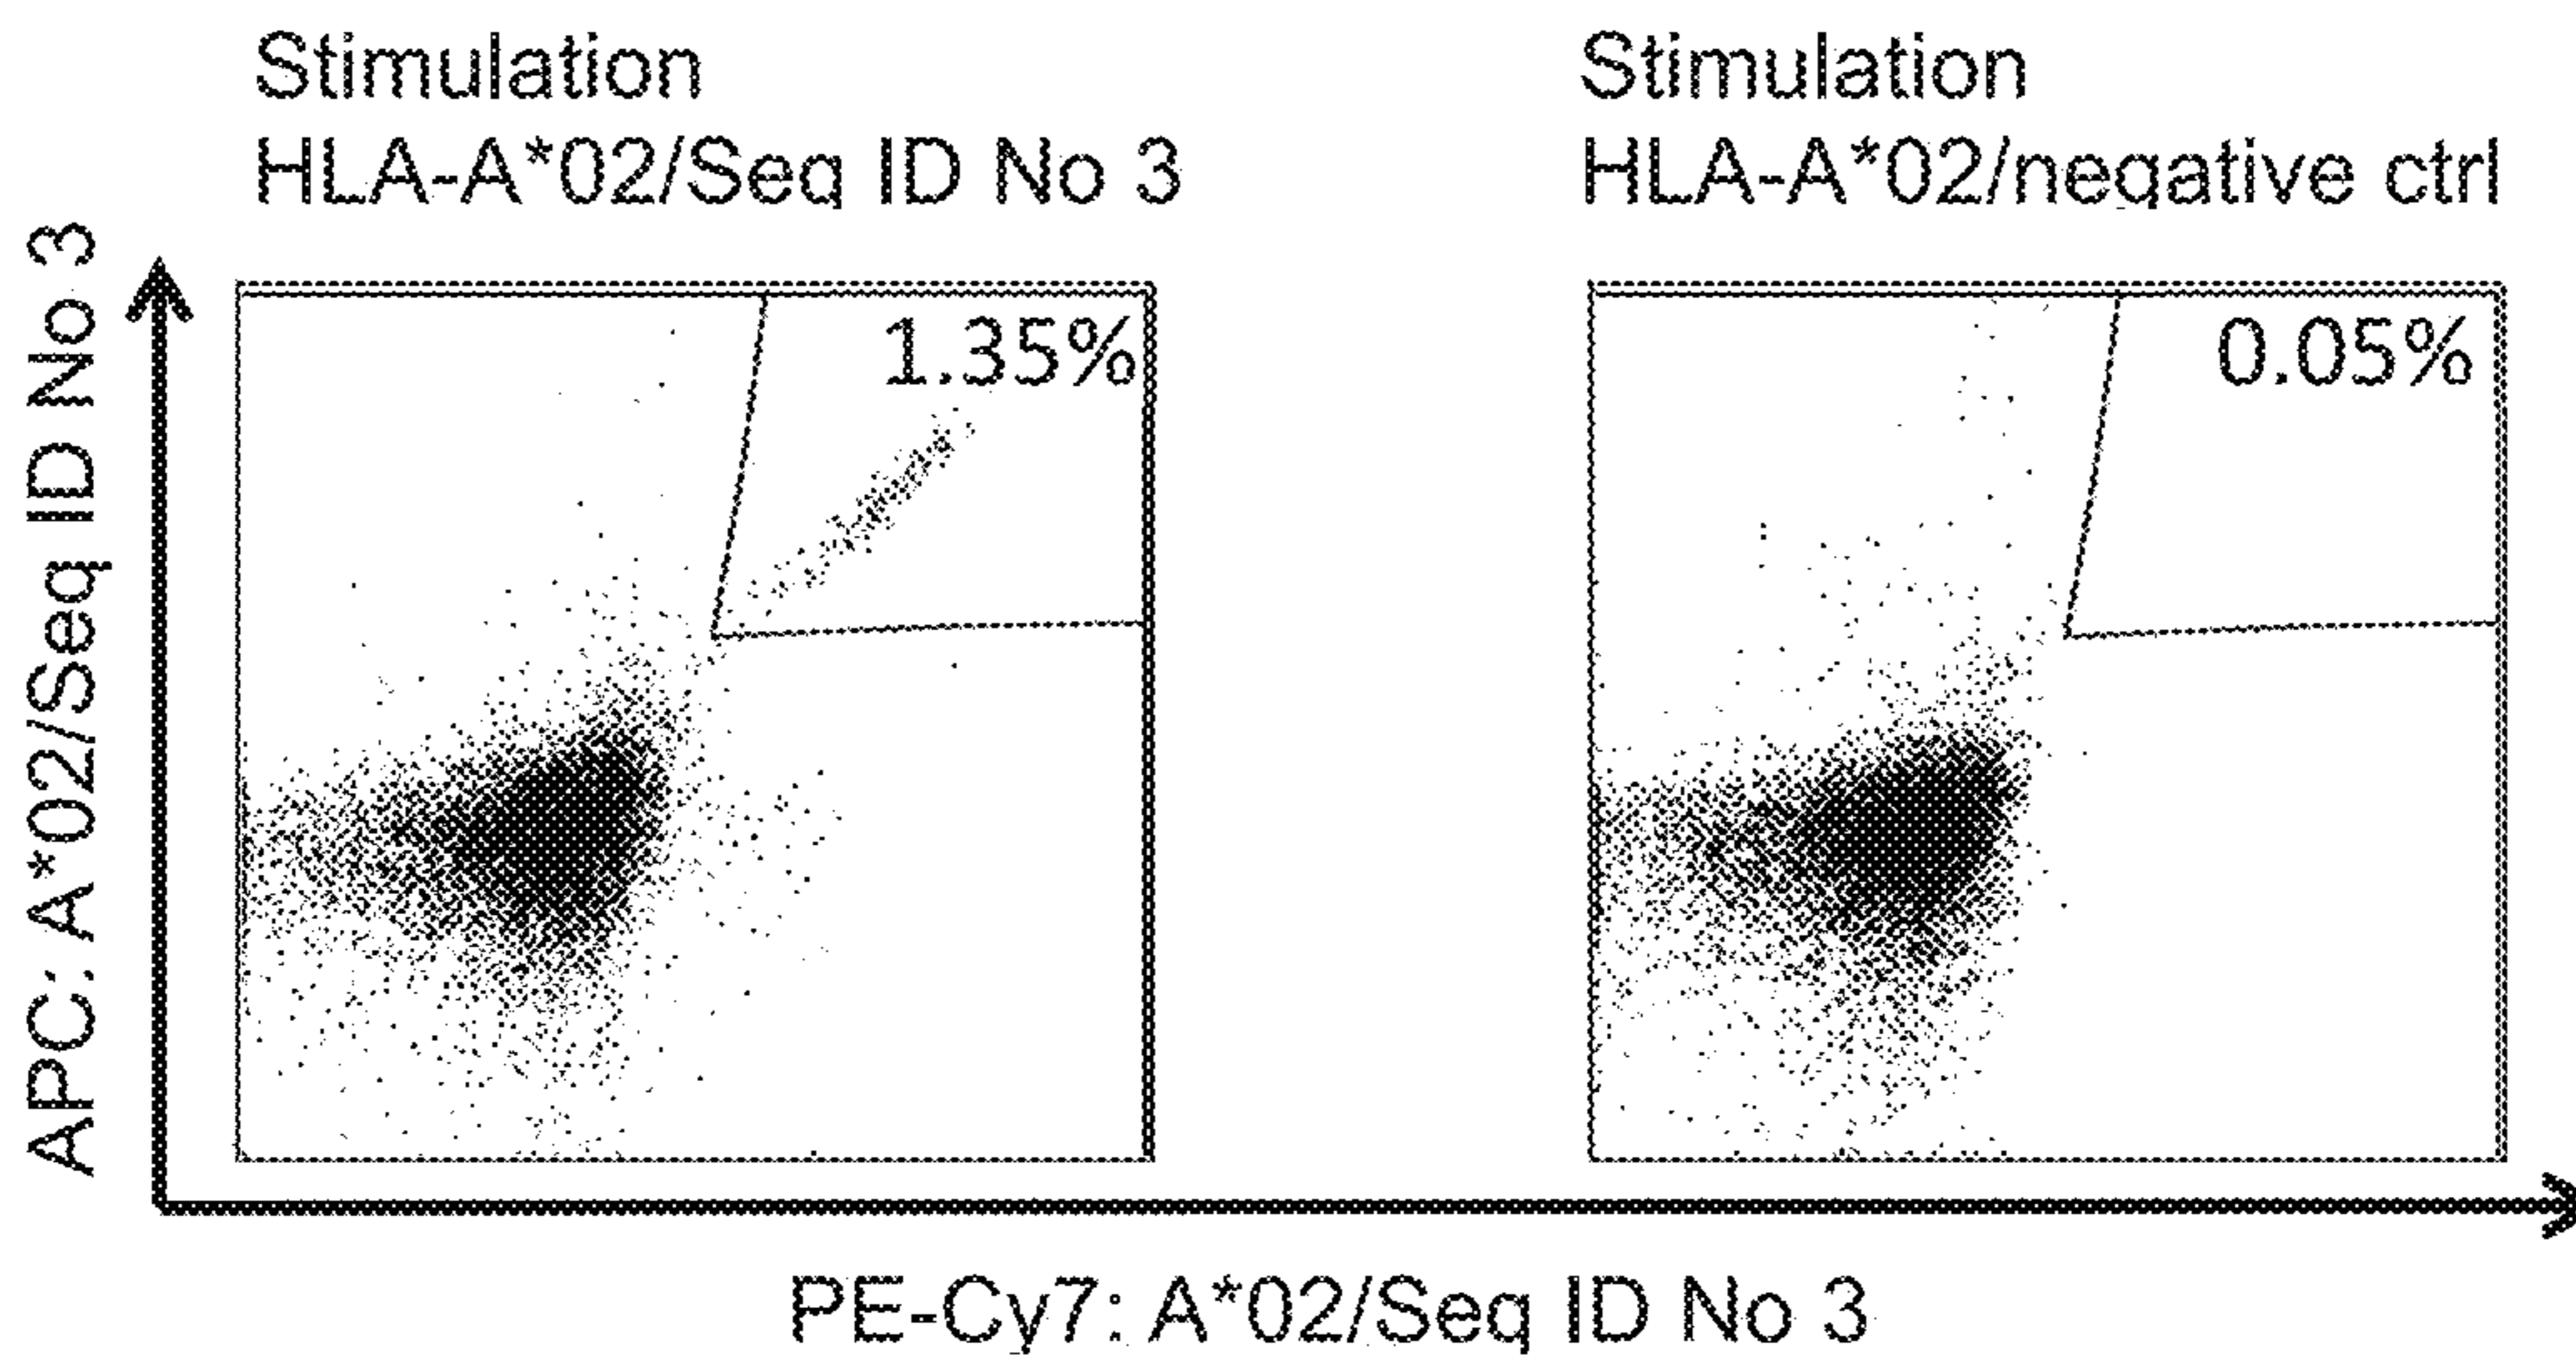 Stimulation
HLA-A*02/Seq ID No 3
Stimulation
HLA-A*02/negative ctrl
APC: A*02/Seq ID No 3
1.35%
0.05%
PE-Cy7: A*02/Seq ID No 3